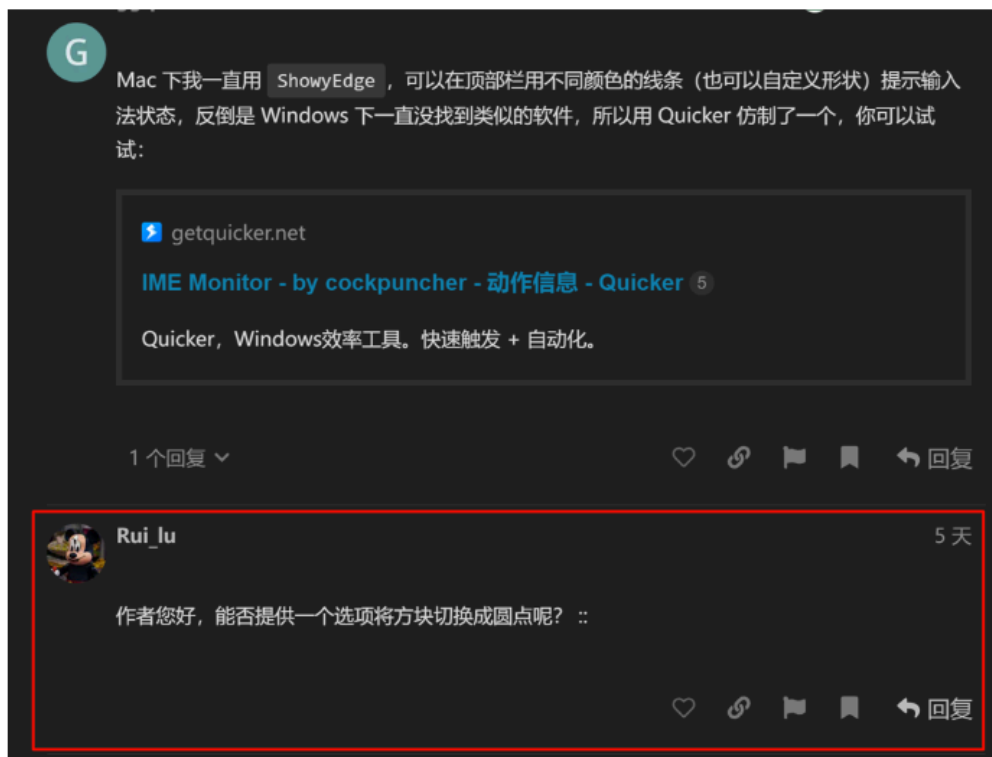 G
Mac 下我一直用 ShowyEdge，可以在顶部栏用不同颜色的线条（也可以自定义形状）提示输入
法状态，反倒是 Windows 下一直没找到类似的软件，所以用 Quicker 仿制了一个，你可以试
试：
getquicker.net
IME Monitor - by cockpuncher - 动作信息 - Quicker 5
Quicker，Windows效率工具。快速触发 + 自动化。
1 个回复
回复
Rui_lu
5 天
作者您好，能否提供一个选项将方块切换成圆点呢？ ::
回复